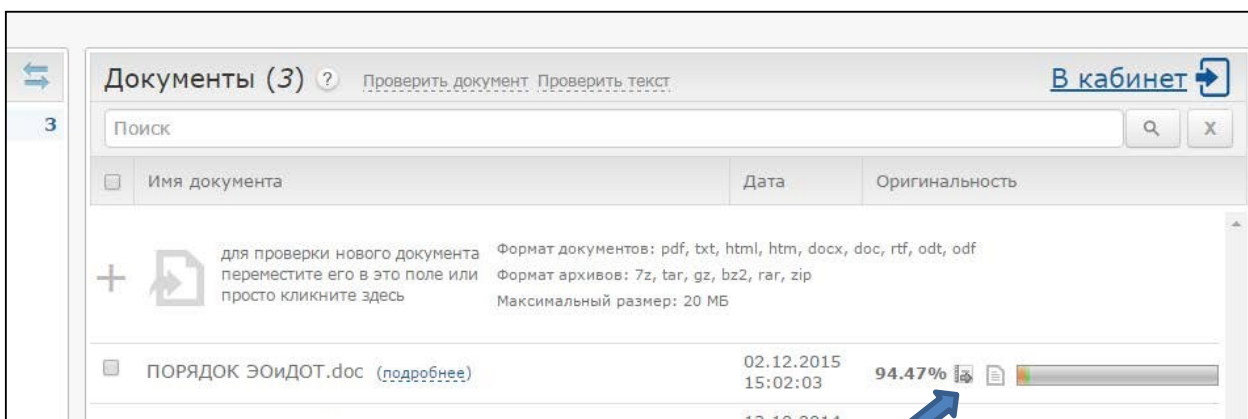 Документы (3) ? Проверить документ Проверить текст В кабинет
3
Поиск X
Имя документа Дата Оригинальность
для проверки нового документа
переместите его в это поле или
просто кликните здесь
Формат документов: pdf, txt, html, htm, docx, doc, rtf, odt, odf
Формат архивов: 7z, tar, gz, bz2, rar, zip
Максимальный размер: 20 МБ
ПОРЯДОК ЭОиДОТ.doc (подробнее)
02.12.2015
15:02:03
94.47%